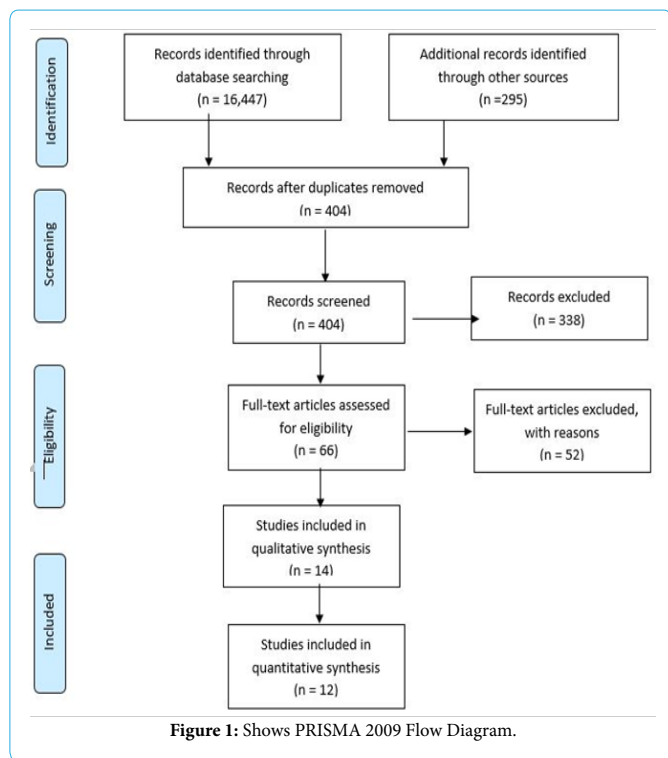 Identification
Records identified through
database searching
(n = 16,447)
Additional records identified
through other sources
(n =295)
Records after duplicates removed
(n = 404)
Screening
Records screened
(n = 404)
Records excluded
(n = 338)
Eligibility
Full-text articles assessed
for eligibility
(n = 66)
Full-text articles excluded,
with reasons
(n = 52)
Studies included in
qualitative synthesis
(n = 14)
Included
Studies included in
quantitative synthesis
(n = 12)
Figure 1: Shows PRISMA 2009 Flow Diagram.